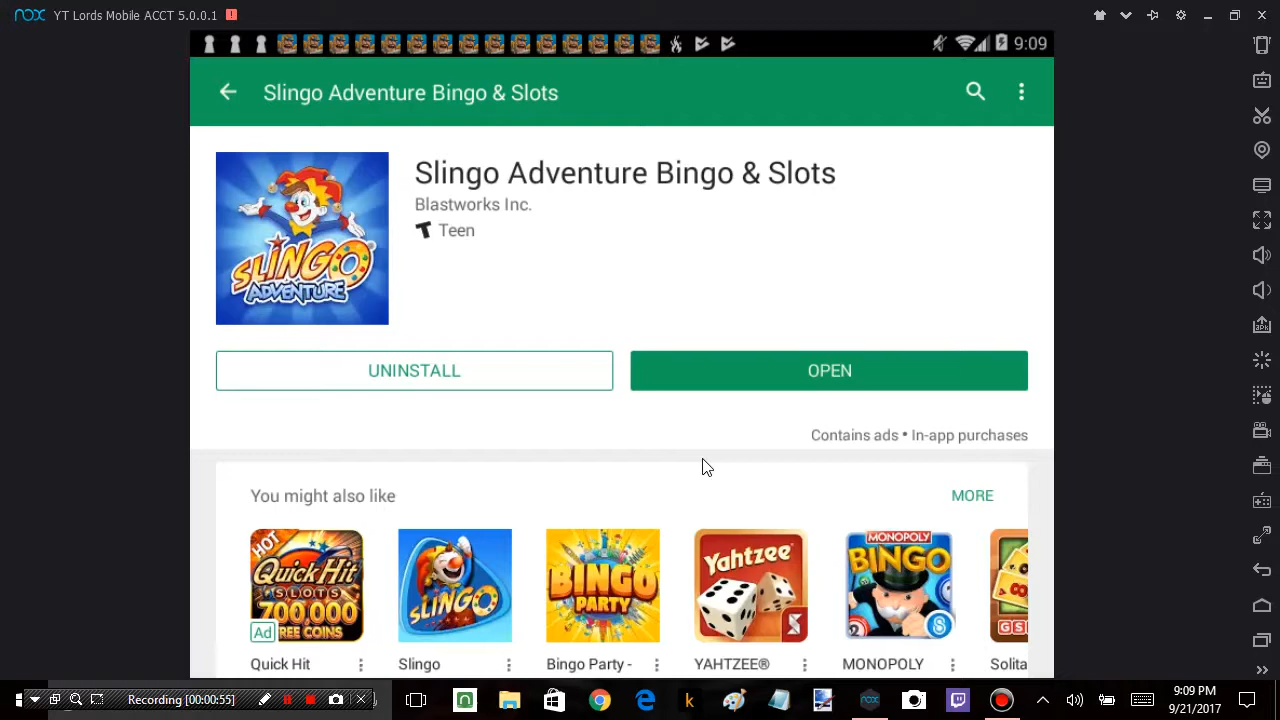 nox YT Lords Mobile ACCT 5.0.0.1
9:09
Slingo Adventure Bingo & Slots
Slingo Adventure Bingo & Slots
Blastworks Inc.
T Teen
SLINGO
ADVENTURE
UNINSTALL
OPEN
Contains ads • In-app purchases
You might also like
MORE
HOT
Quick Hit
SLOTS
700,000
FREE COINS
Ad
SLINGO
BINGO
PARTY
Yahtzee
MONOPOLY
BINGO
GSN
Quick Hit
Slingo
Bingo Party -
YAHTZEE®
MONOPOLY
Solita
Recording [00:00:55]
9:09 PM
9/21/2017